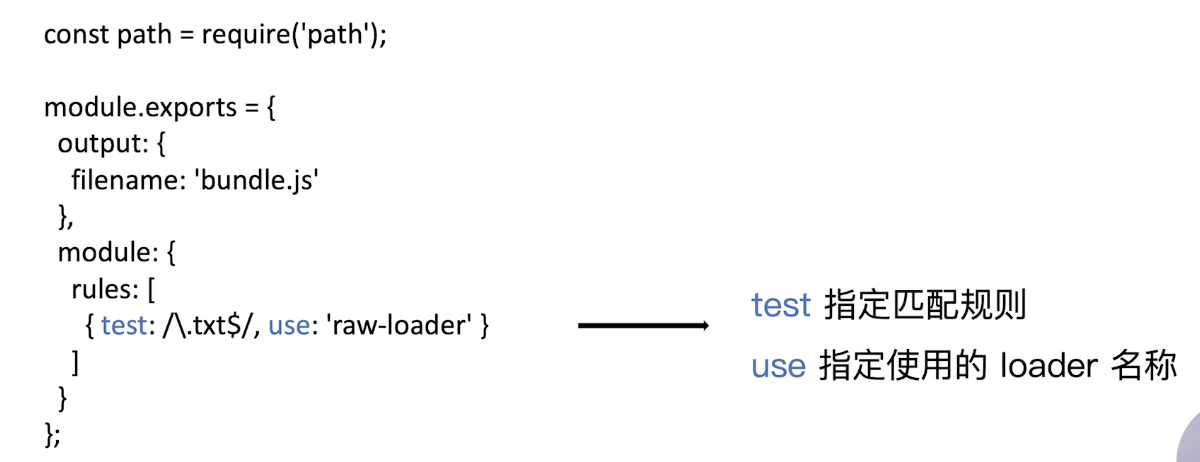 const path = require('path');
module.exports = {
output: {
filename: 'bundle.js'
},
module: {
rules: [
{ test: /\.txt$/, use: 'raw-loader' }
]
}
};
test 指定匹配规则
use 指定使用的 loader 名称